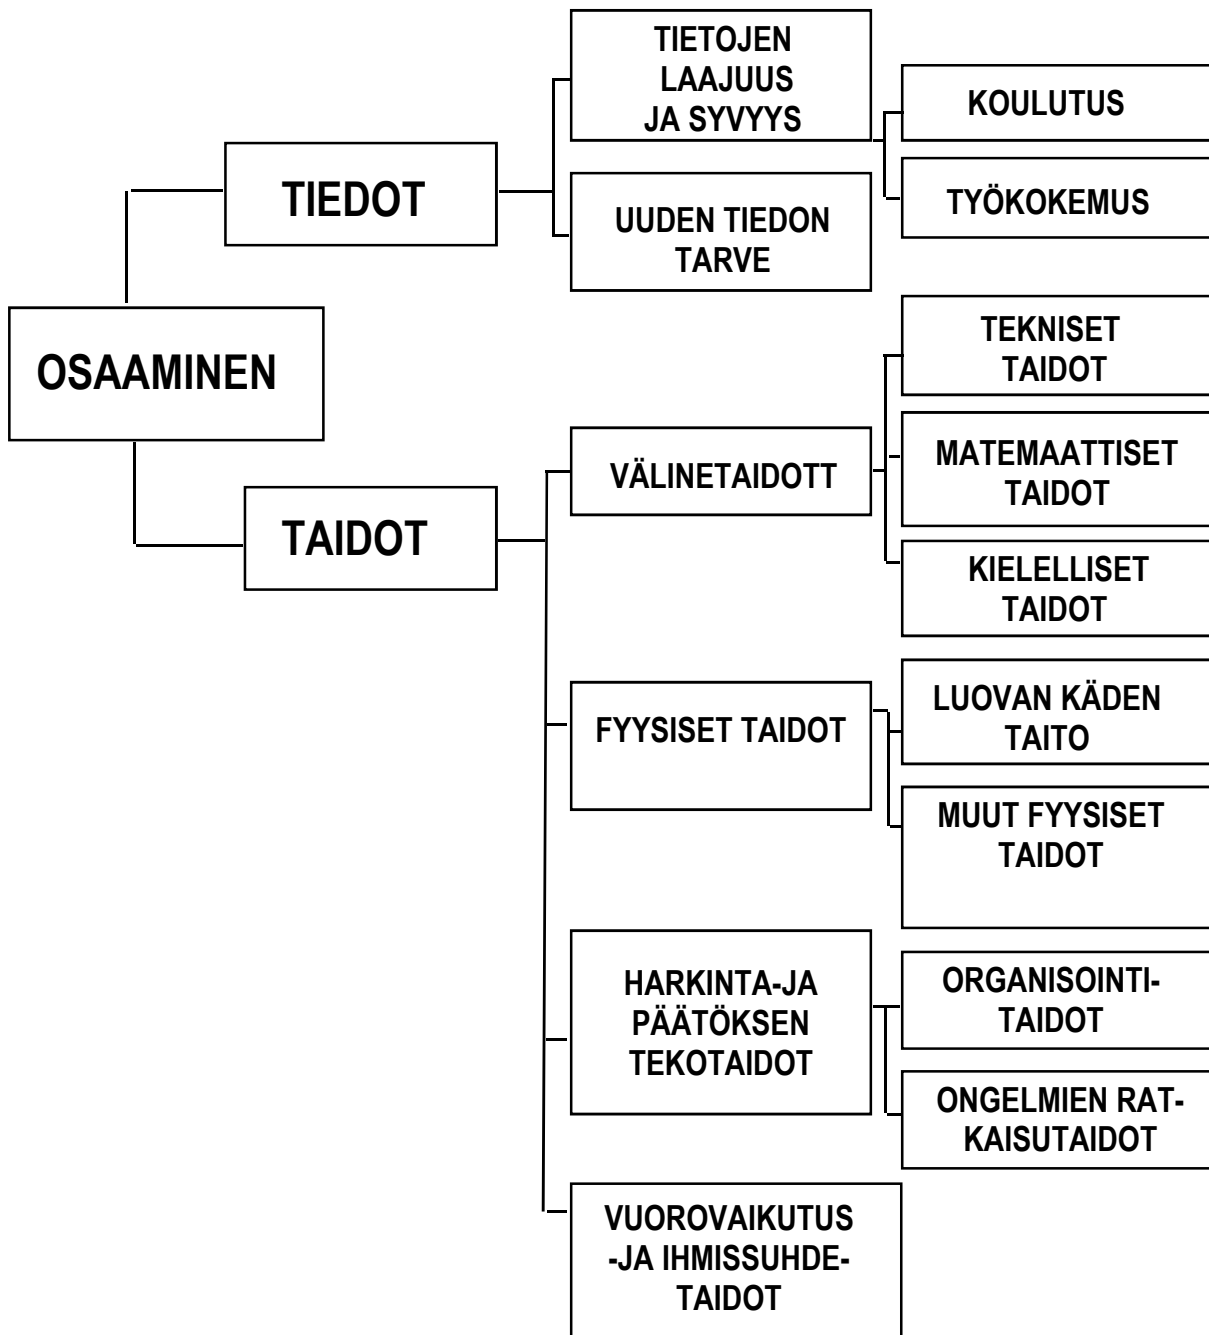 TIETOJEN
LAAJUUS
JA SYVYYS
KOULUTUS
TIEDOT
TYÖKOKEMUS
UUDEN TIEDON
TARVE
OSAAMINEN
TEKNISET
TAIDOT
VÄLINETAIDOTT
MATEMAATTISET
TAIDOT
TAIDOT
KIELELLISET
TAIDOT
FYYSISET TAIDOT
LUOVAN KÄDEN
TAITO
MUUT FYYSISET
TAIDOT
HARKINTA-JA
PÄÄTÖKSEN
TEKOTAIDOT
ORGANISOINTI-
TAIDOT
ONGELMIEN RAT-
KAISUTAIDOT
VUOROVAIKUTUS
-JA IHMISSUHDE-
TAIDOT